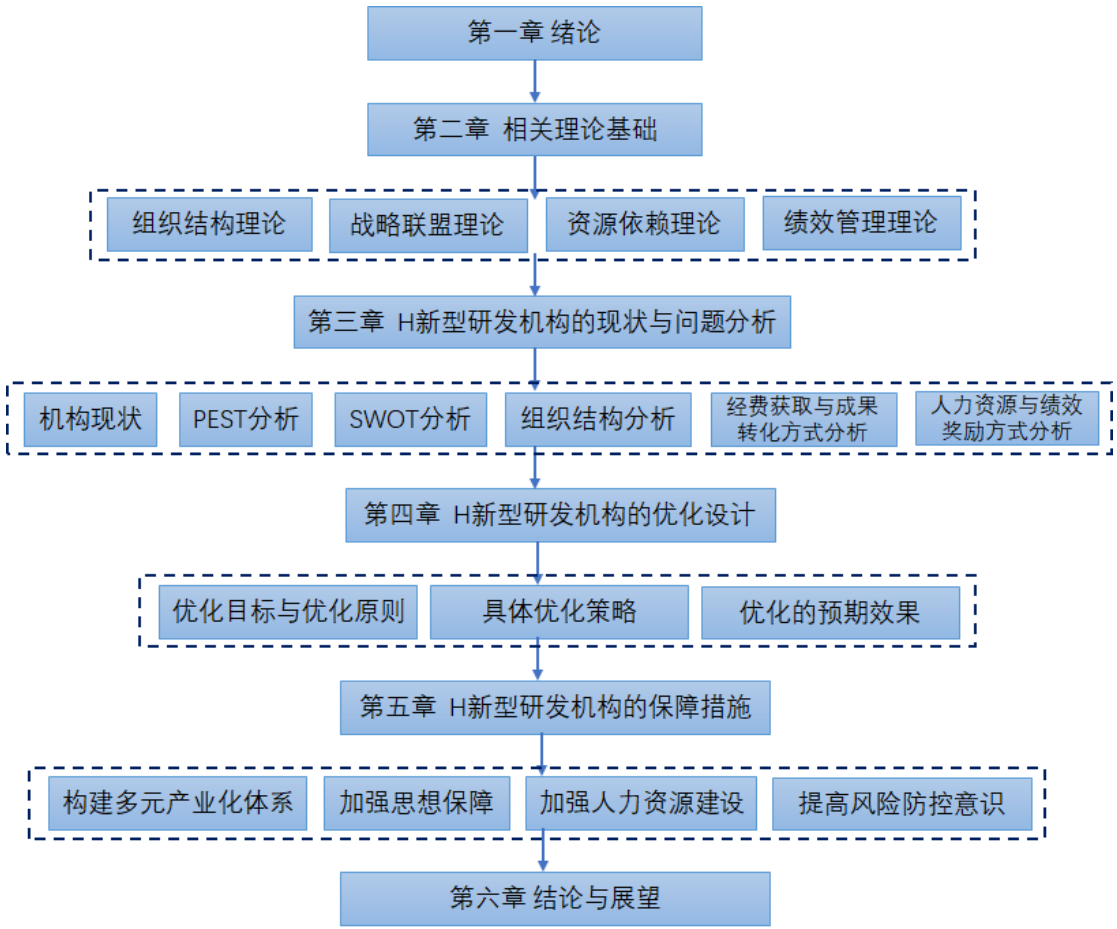 第一章 绪论
第二章 相关理论基础
组织结构理论
战略联盟理论
资源依赖理论
绩效管理理论
第三章 H新型研发机构的现状与问题分析
机构现状
PEST分析
SWOT分析
组织结构分析
经费获取与成果
转化方式分析
人力资源与绩效
奖励方式分析
第四章 H新型研发机构的优化设计
优化目标与优化原则
具体优化策略
优化的预期效果
第五章 H新型研发机构的保障措施
构建多元产业化体系
加强思想保障
加强人力资源建设
提高风险防控意识
第六章 结论与展望